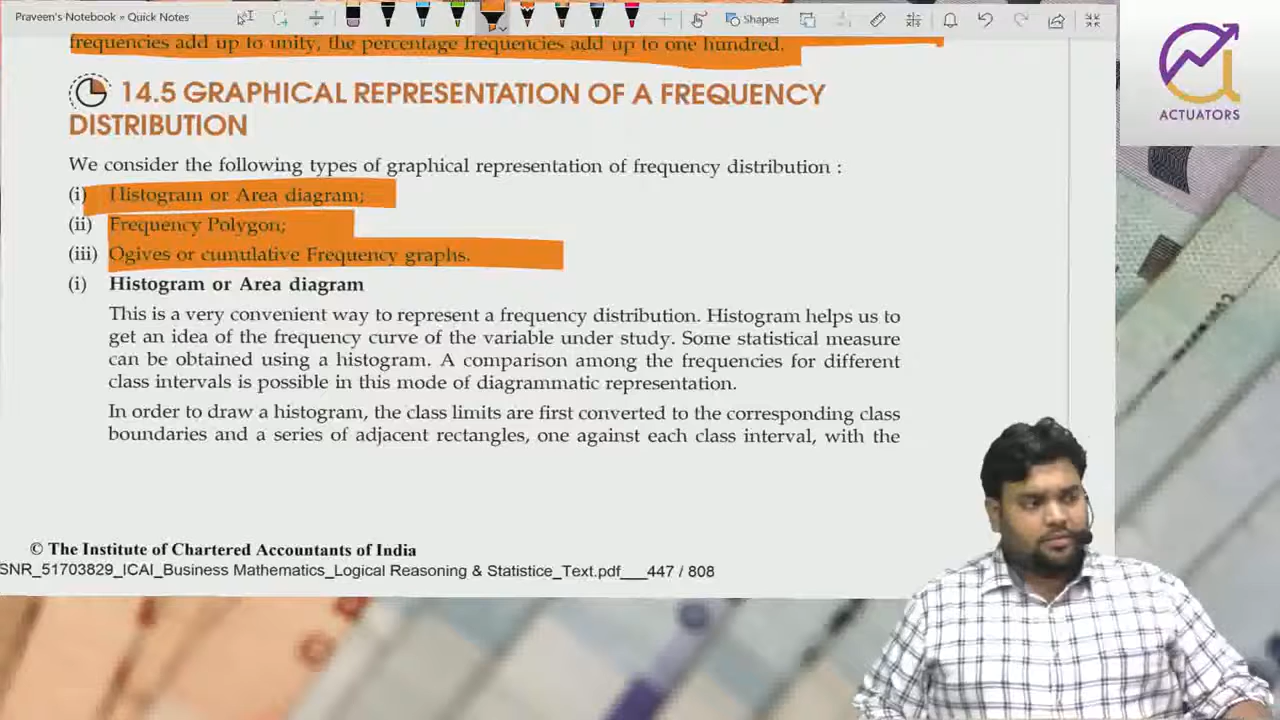 Praveen's Notebook » Quick Notes
Shapes
frequencies add up to unity, the percentage frequencies add up to one hundred.
ACTUATORS
14.5 GRAPHICAL REPRESENTATION OF A FREQUENCY
DISTRIBUTION
We consider the following types of graphical representation of frequency distribution :
(i) Histogram or Area diagram;
(ii) Frequency Polygon;
(iii) Ogives or cumulative Frequency graphs.
(i) Histogram or Area diagram
This is a very convenient way to represent a frequency distribution. Histogram helps us to
get an idea of the frequency curve of the variable under study. Some statistical measure
can be obtained using a histogram. A comparison among the frequencies for different
class intervals is possible in this mode of diagrammatic representation.
In order to draw a histogram, the class limits are first converted to the corresponding class
boundaries and a series of adjacent rectangles, one against each class interval, with the
© The Institute of Chartered Accountants of India
SNR_51703829_ICAI_Business Mathematics_Logical Reasoning & Statistice_Text.pdf___447 / 808